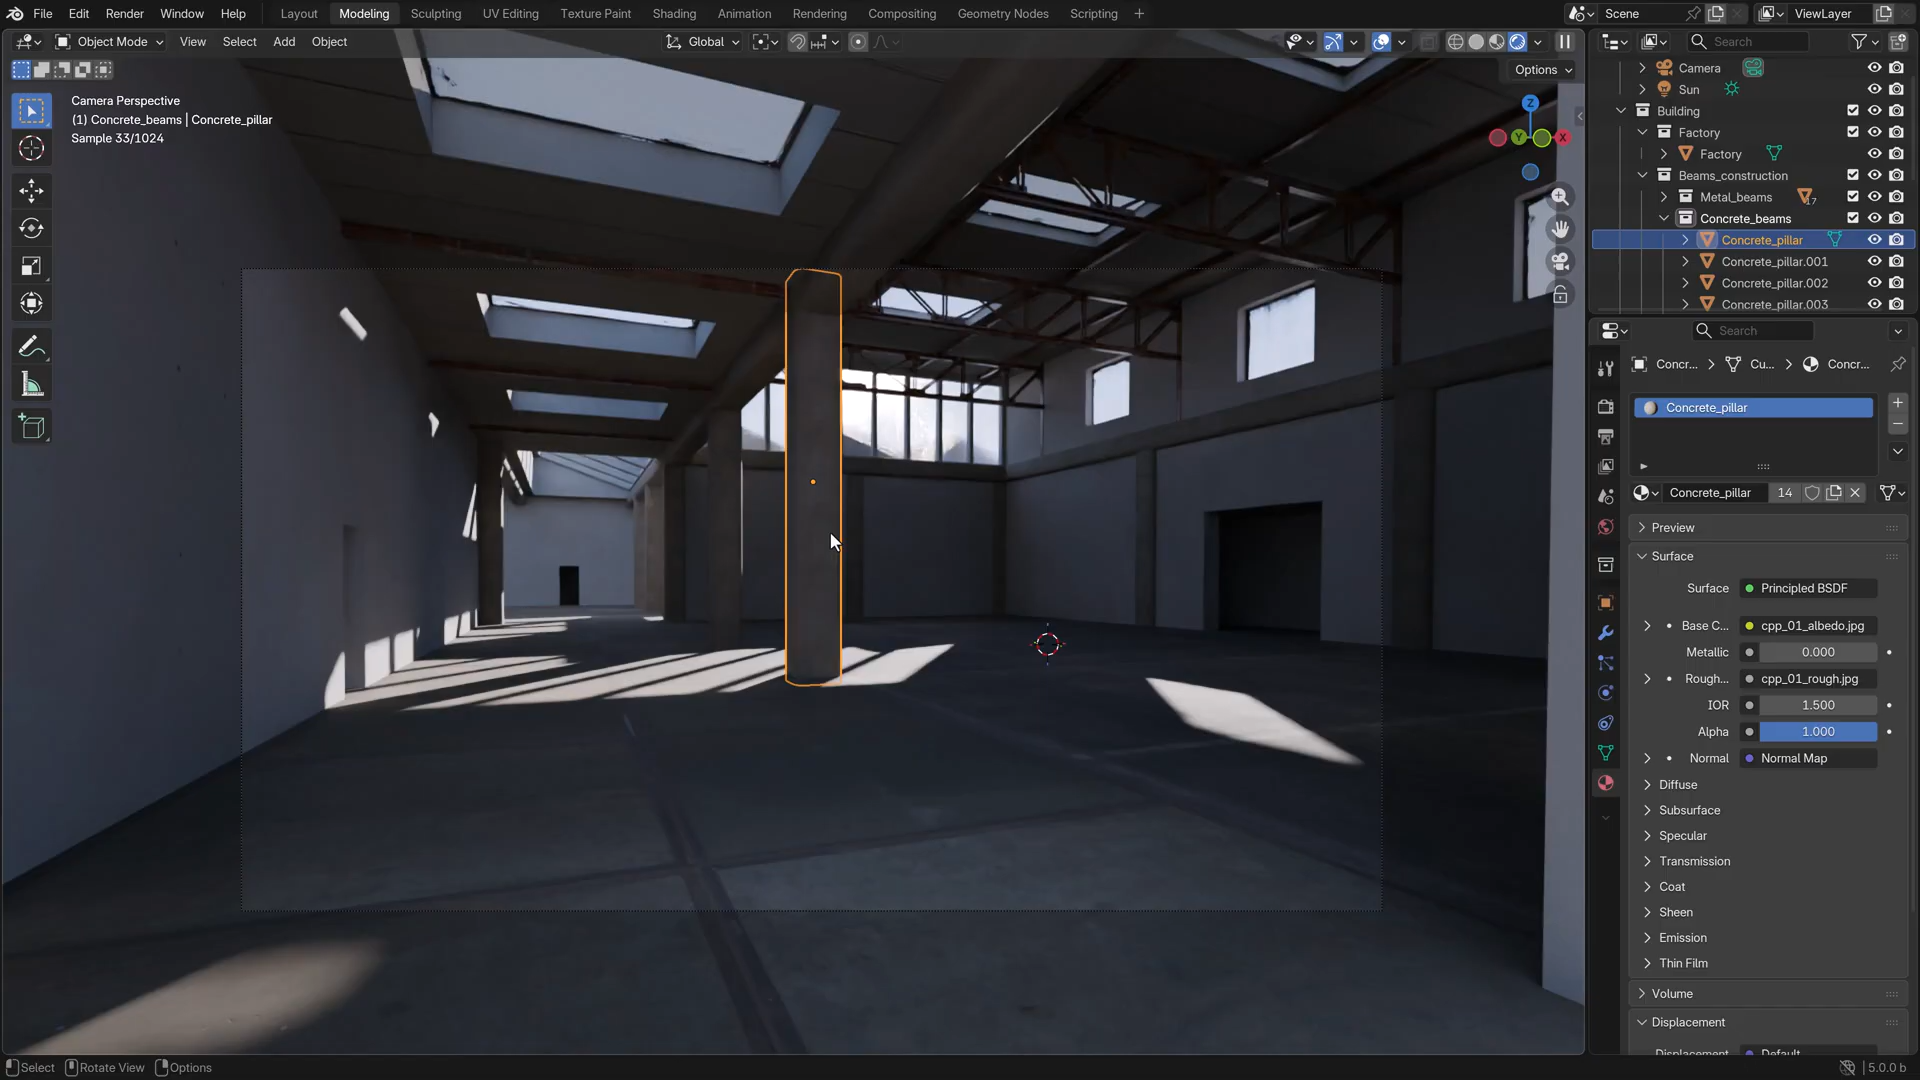 File Edit Render Window Help Layout Modeling Sculpting UV Editing Texture Paint Shading Animation Rendering Compositing Geometry Nodes Scripting + Scene ViewLayer
Object Mode View Select Add Object Global Search
Options
Camera Perspective
(1) Concrete_beams | Concrete_pillar
Sample 33/1024
Z
Y
X
Camera
Sun
Building
Factory
Factory
Beams_construction
Metal_beams 17
Concrete_beams
Concrete_pillar
Concrete_pillar.001
Concrete_pillar.002
Concrete_pillar.003
Search
Concr... Cu... Concr...
Concrete_pillar
Concrete_pillar 14
Preview
Surface
Surface Principled BSDF
Base C... cpp_01_albedo.jpg
Metallic 0.000
Rough... cpp_01_rough.jpg
IOR 1.500
Alpha 1.000
Normal Normal Map
Diffuse
Subsurface
Specular
Transmission
Coat
Sheen
Emission
Thin Film
Volume
Displacement
Displacement Default
Select Rotate View Options 5.0.0 b